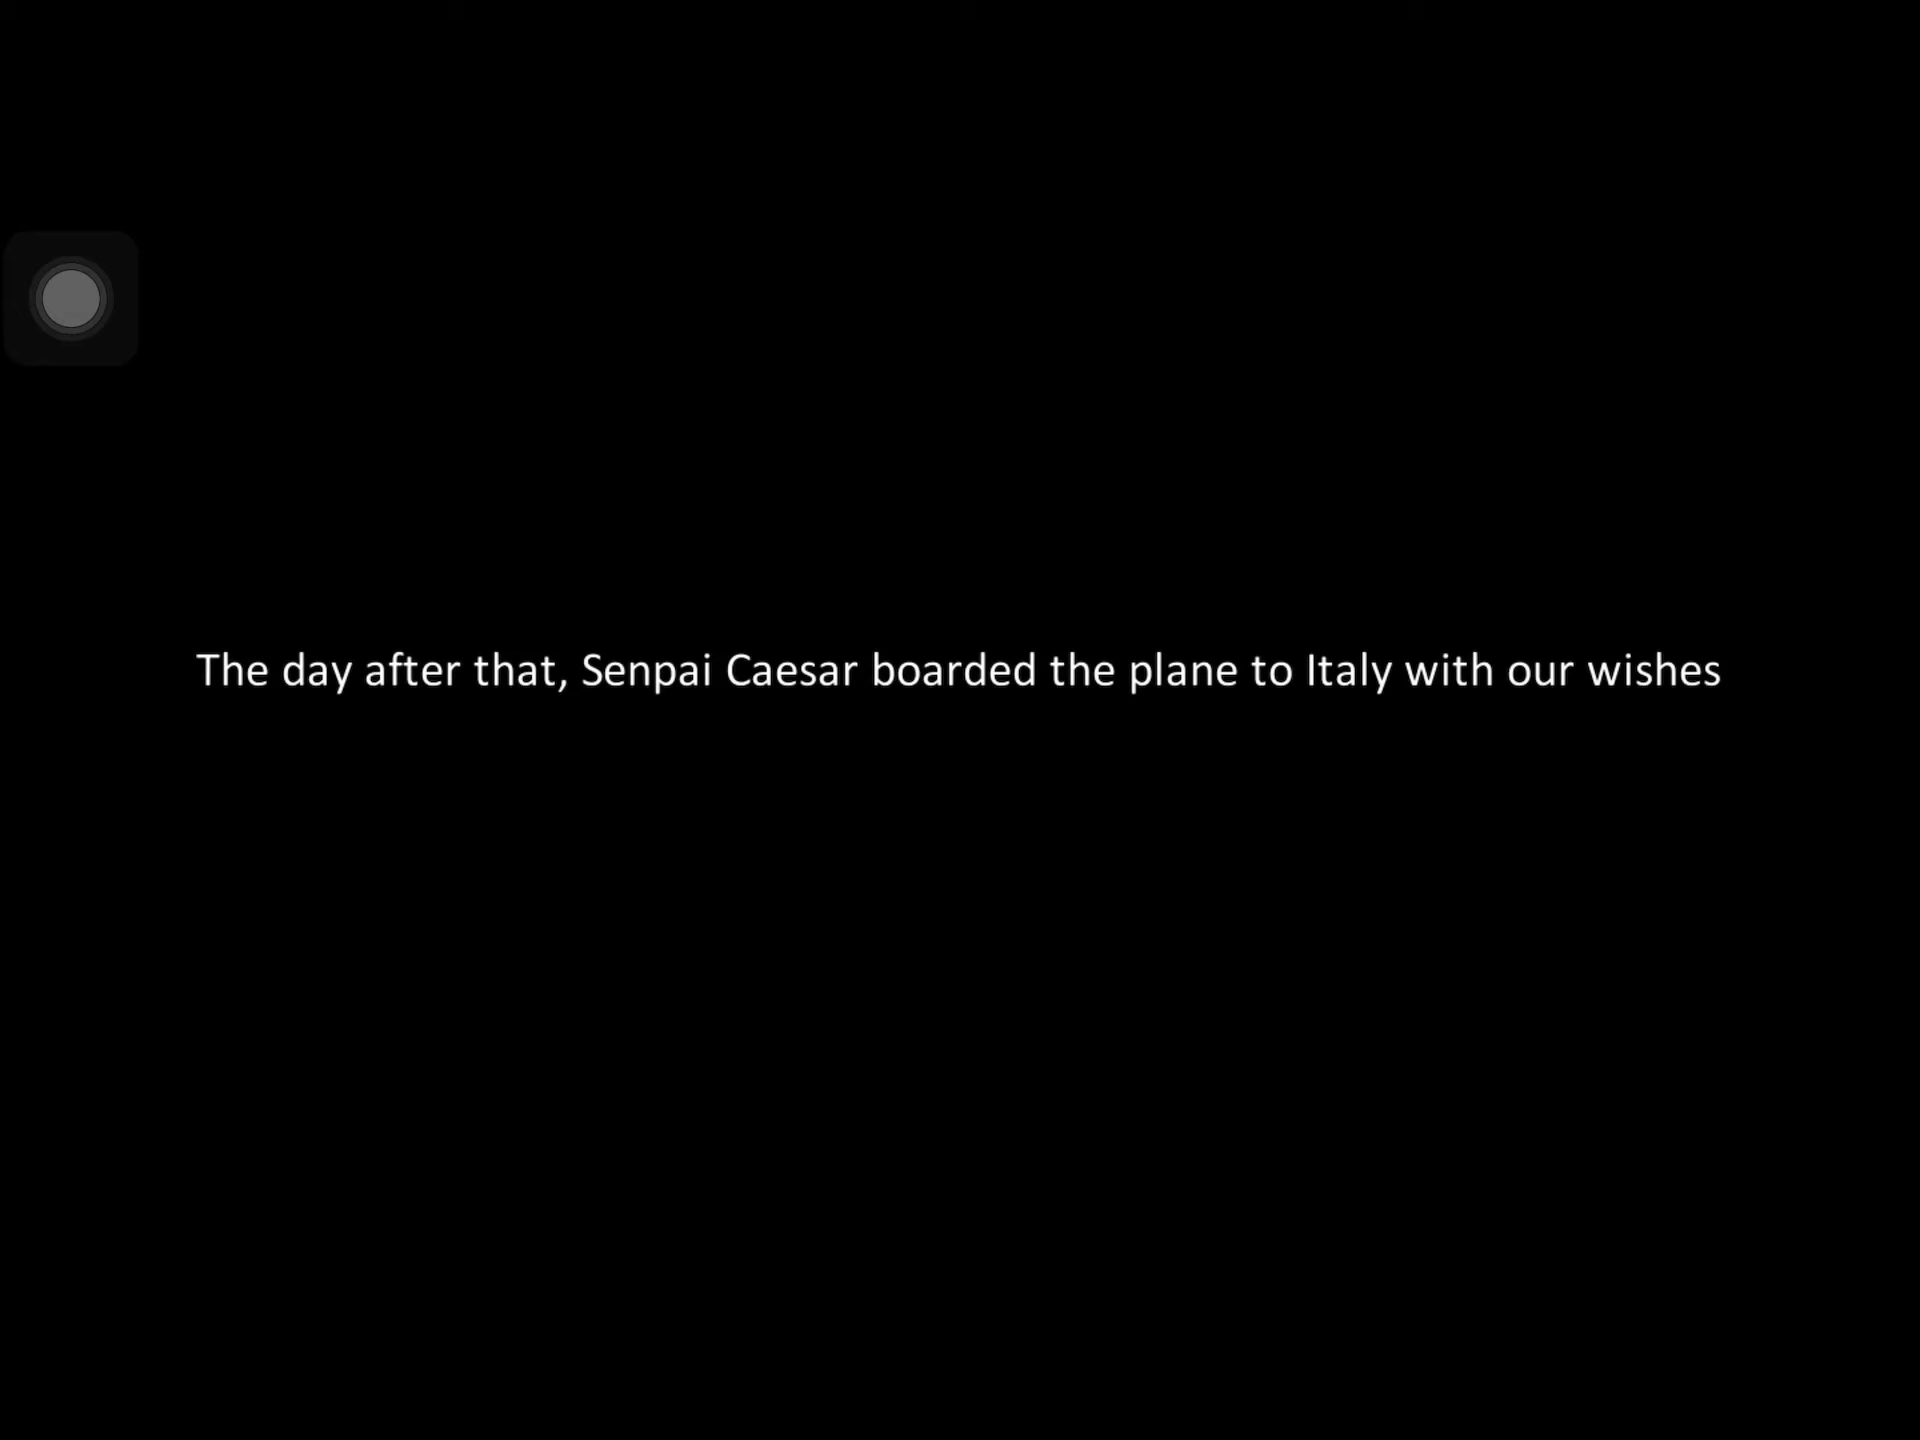 The day after that, Senpai Caesar boarded the plane to Italy with our wishes